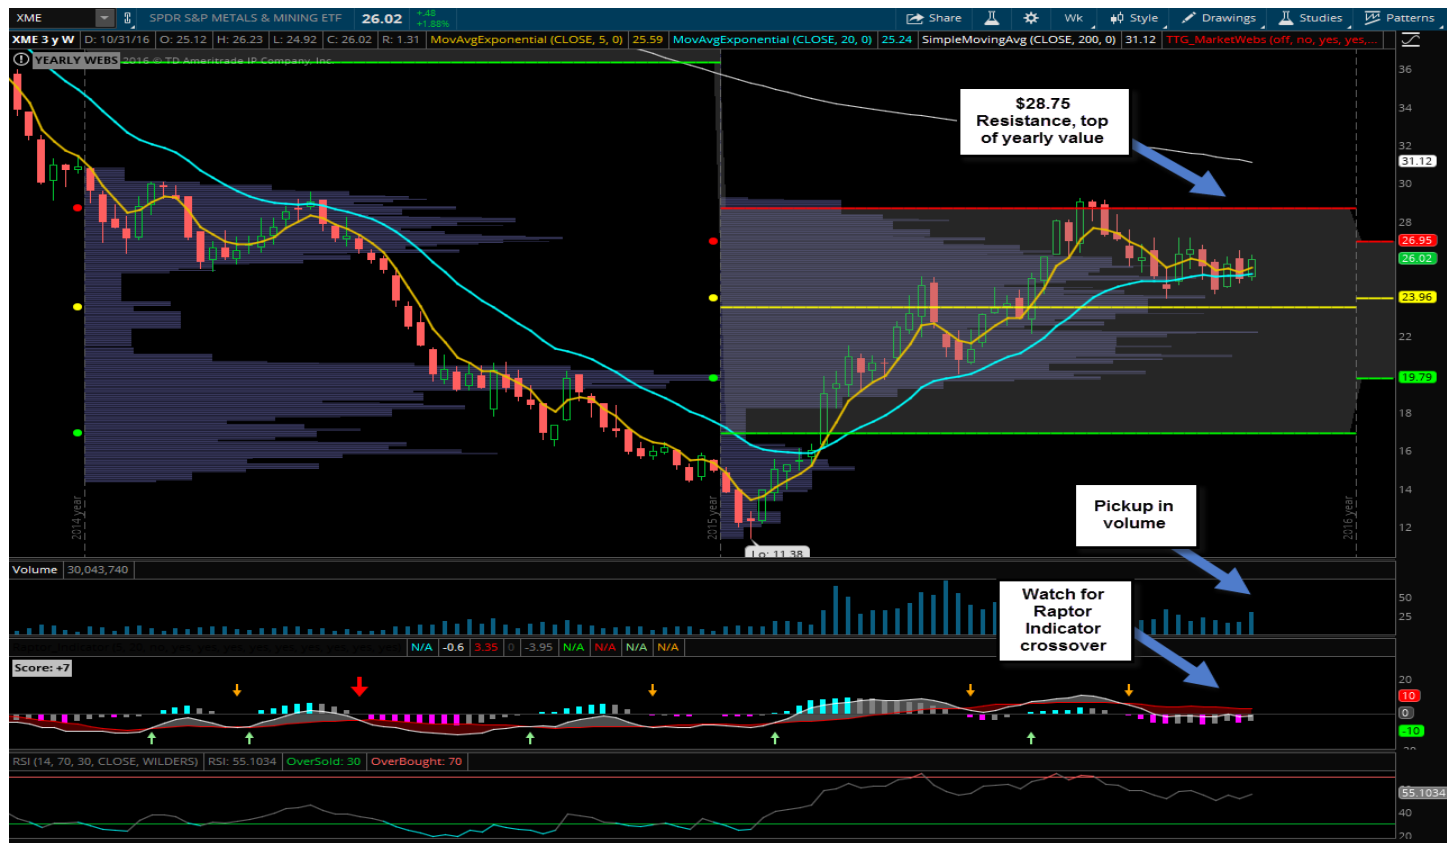 XME SPDR S&P METALS & MINING ETF 26.02 +.48 +1.88% Share Wk Style Drawings Studies Patterns
XME 3 y W D: 10/31/16 O: 25.12 H: 26.23 L: 24.92 C: 26.02 R: 1.31 MovAvgExponential (CLOSE, 5, 0) 25.59 MovAvgExponential (CLOSE, 20, 0) 25.24 SimpleMovingAvg (CLOSE, 200, 0) 31.12 TTG_MarketWebs (off, no, yes, yes,...
YEARLY WEBS 2016 © TD Ameritrade IP Company, Inc.
36
34
32
31.12
30
28
26.95
26.02
23.96
22
19.79
18
16
14
12
$28.75
Resistance, top
of yearly value
2014 year
2015 year
2016 year
Lo: 11.38
Pickup in
volume
Volume 30,043,740
50
25
Watch for
Raptor
Indicator
crossover
N/A -0.6 3.35 0 -3.95 N/A N/A N/A N/A
Score: +7
20
10
0
-10
-20
RSI (14, 70, 30, CLOSE, WILDERS) RSI: 55.1034 OverSold: 30 OverBought: 70
55.1034
40
20